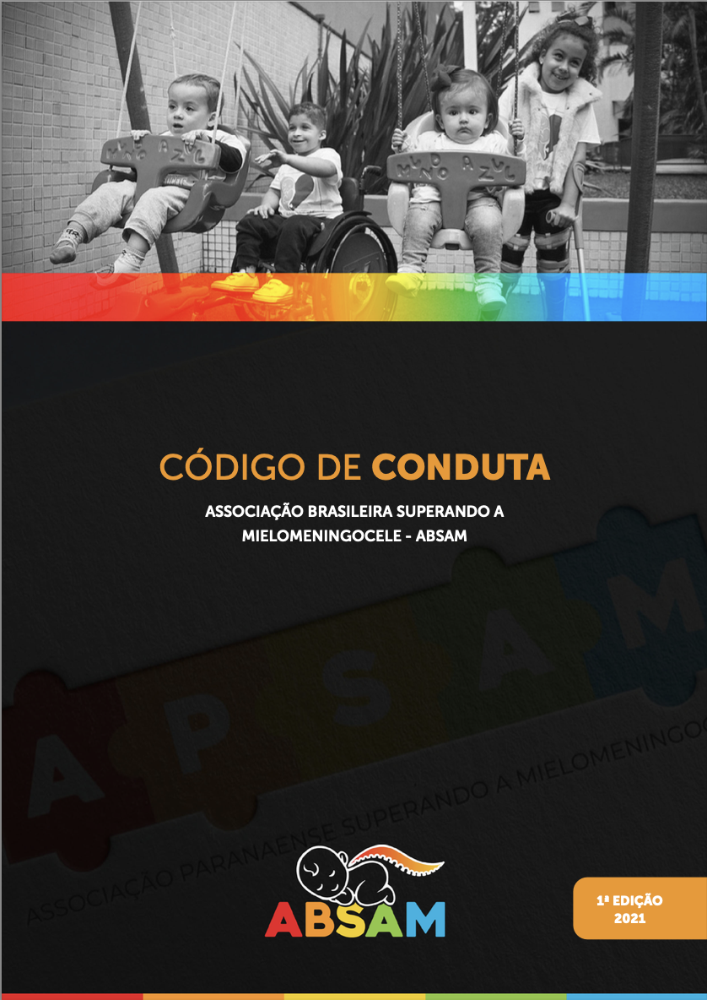 MUNDO AZUL
MUNDO AZUL
CÓDIGO DE CONDUTA
ASSOCIAÇÃO BRASILEIRA SUPERANDO A
MIELOMENINGOCELE - ABSAM
APSAM
ASSOCIAÇÃO PARANAENSE SUPERANDO A MIELOMENINGOC
ABSAM
1ª EDIÇÃO
2021